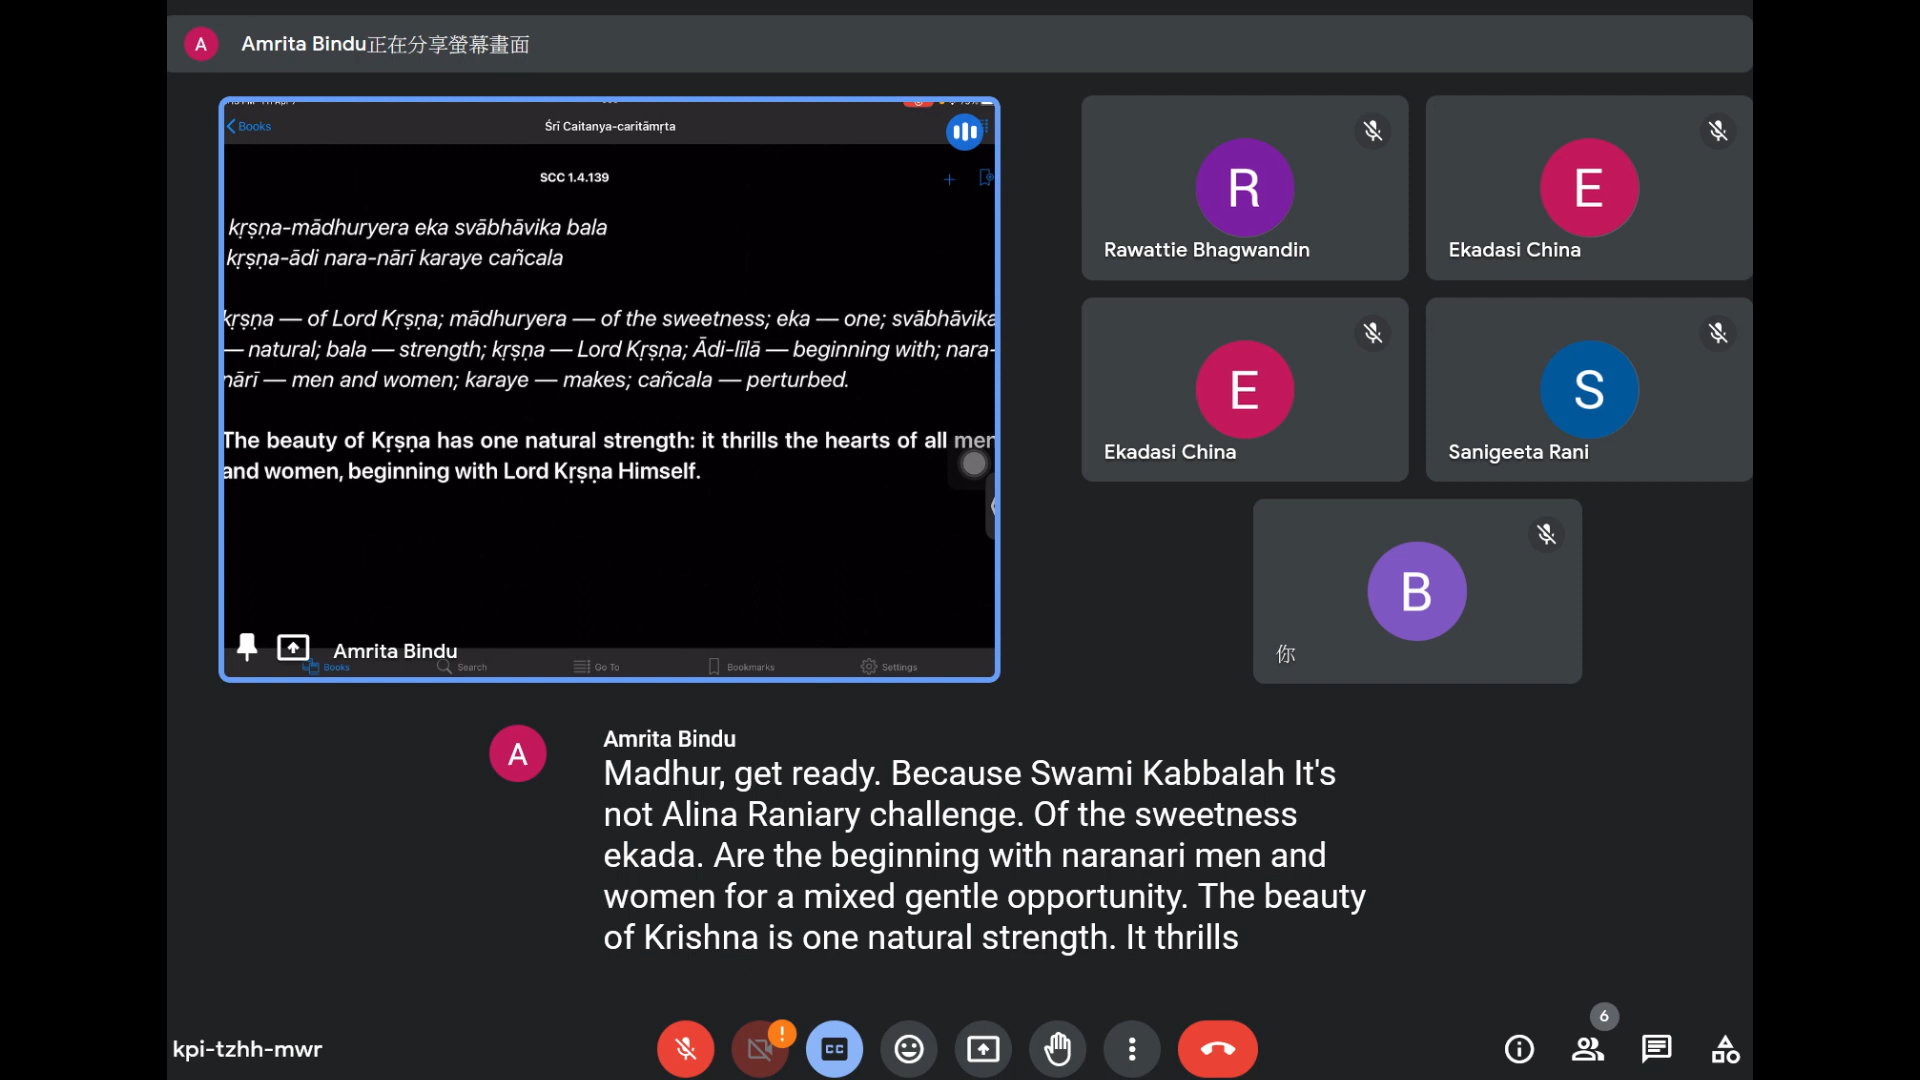 A
Amrita Bindu正在分享螢幕畫面
Books
Śrī Caitanya-caritāmṛta
SCC 1.4.139
kṛṣṇa-mādhuryera eka svābhāvika bala
kṛṣṇa-ādi nara-nārī karaye cañcala
kṛṣṇa — of Lord Kṛṣṇa; mādhuryera — of the sweetness; eka — one; svābhāvika
— natural; bala — strength; kṛṣṇa — Lord Kṛṣṇa; Ādi-līlā — beginning with; nara-
nārī — men and women; karaye — makes; cañcala — perturbed.
The beauty of Kṛṣṇa has one natural strength: it thrills the hearts of all men
and women, beginning with Lord Kṛṣṇa Himself.
Amrita Bindu
Books
Search
Go To
Bookmarks
Settings
R
Rawattie Bhagwandin
E
Ekadasi China
E
Ekadasi China
S
Sanigeeta Rani
B
你
A
Amrita Bindu
Madhur, get ready. Because Swami Kabbalah It's
not Alina Raniary challenge. Of the sweetness
ekada. Are the beginning with naranari men and
women for a mixed gentle opportunity. The beauty
of Krishna is one natural strength. It thrills
kpi-tzhh-mwr
!
CC
6